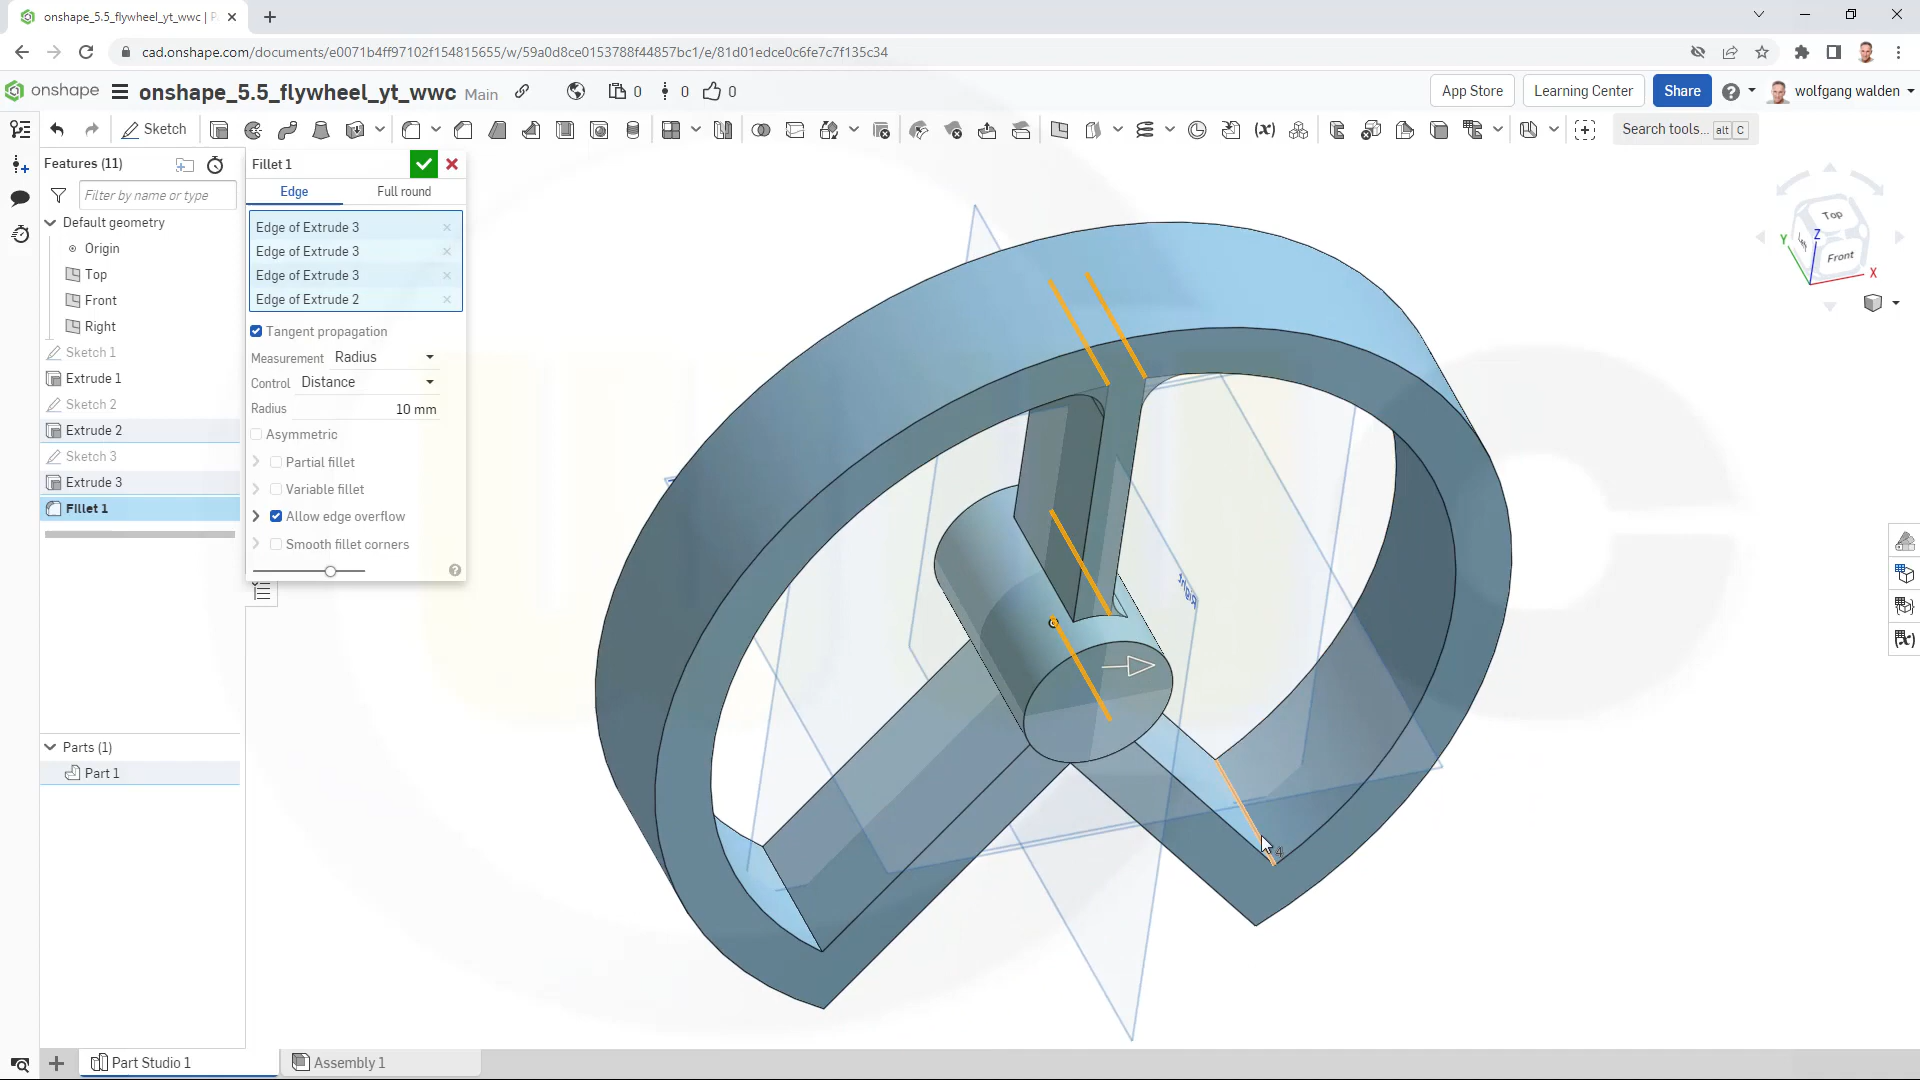 onshape_5.5_flywheel_yt_wwc | P
cad.onshape.com/documents/e0071b4ff97102f154815655/w/59a0d8ce0153788f44857bc1/e/81d01edce0c6fe7c7f135c34
onshape onshape_5.5_flywheel_yt_wwc Main 0 0 0 App Store Learning Center Share wolfgang walden
Sketch Search tools... alt C
Features (11)
Filter by name or type
Default geometry
Origin
Top
Front
Right
Sketch 1
Extrude 1
Sketch 2
Extrude 2
Sketch 3
Extrude 3
Fillet 1
Parts (1)
Part 1
Fillet 1
Edge Full round
Edge of Extrude 3
Edge of Extrude 3
Edge of Extrude 3
Edge of Extrude 2
Tangent propagation
Measurement Radius
Control Distance
Radius 10 mm
Asymmetric
Partial fillet
Variable fillet
Allow edge overflow
Smooth fillet corners
Right
4
Top
Left
Front
Z
Y
X
Part Studio 1 Assembly 1